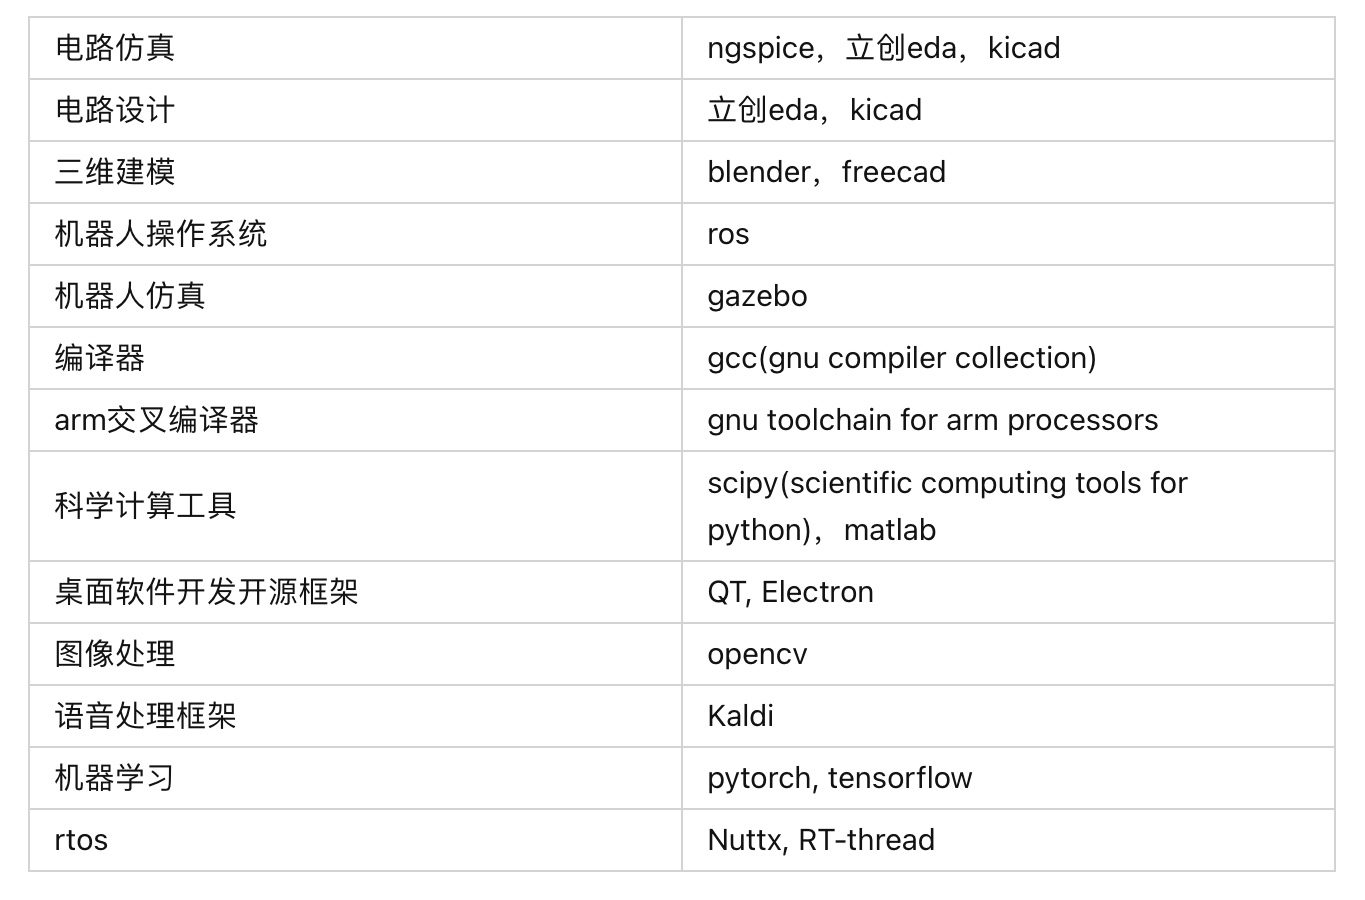 电路仿真
ngspice，立创eda，kicad
电路设计
立创eda，kicad
三维建模
blender，freecad
机器人操作系统
ros
机器人仿真
gazebo
编译器
gcc(gnu compiler collection)
arm交叉编译器
gnu toolchain for arm processors
科学计算工具
scipy(scientific computing tools for
python)，matlab
桌面软件开发开源框架
QT, Electron
图像处理
opencv
语音处理框架
Kaldi
机器学习
pytorch, tensorflow
rtos
Nuttx, RT-thread